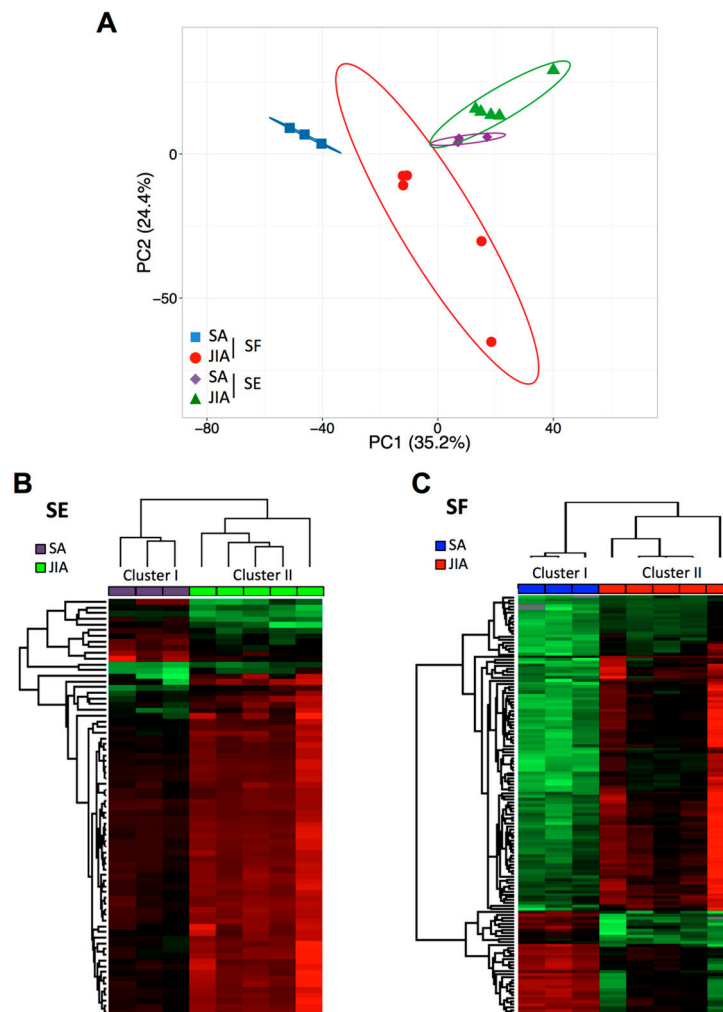 A
0
−50
PC2 (24.4%)
SA
JIA
SF
SA
JIA
SE
−80
−40
0
40
PC1 (35.2%)
B
SE
SA
JIA
Cluster I
Cluster II
C
SF
SA
JIA
Cluster I
Cluster II